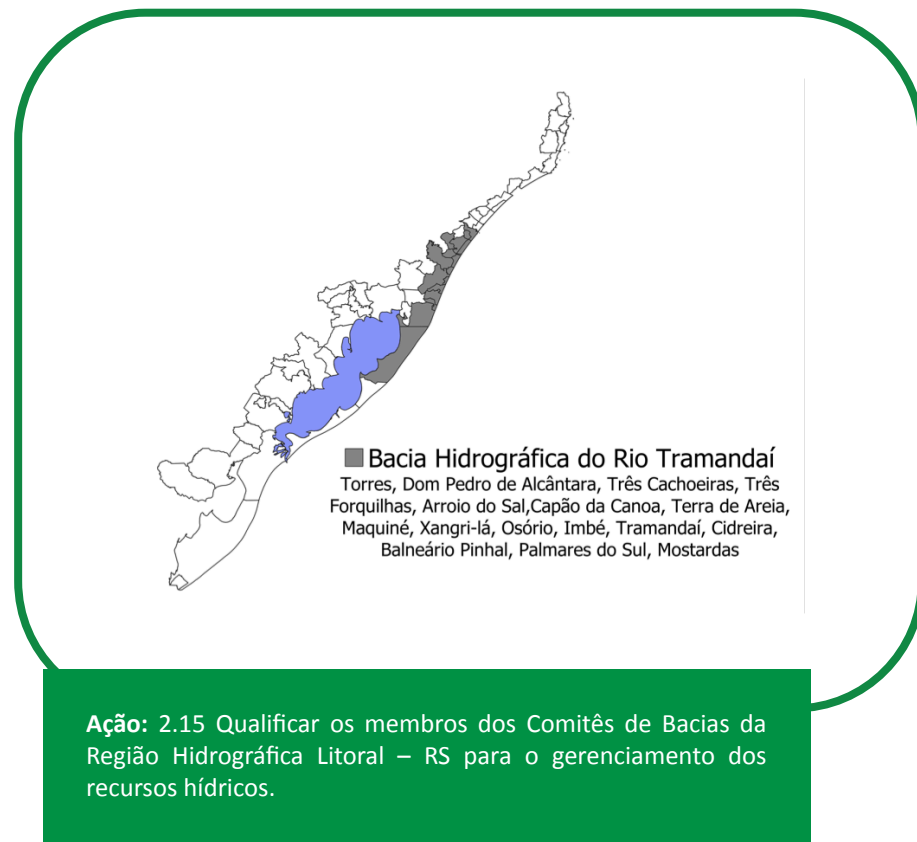 Bacia Hidrográfica do Rio Tramandaí
Torres, Dom Pedro de Alcântara, Três Cachoeiras, Três
Forquilhas, Arroio do Sal,Capão da Canoa, Terra de Areia,
Maquiné, Xangri-lá, Osório, Imbé, Tramandaí, Cidreira,
Balneário Pinhal, Palmares do Sul, Mostardas
Ação: 2.15 Qualificar os membros dos Comitês de Bacias da
Região Hidrográfica Litoral – RS para o gerenciamento dos
recursos hídricos.